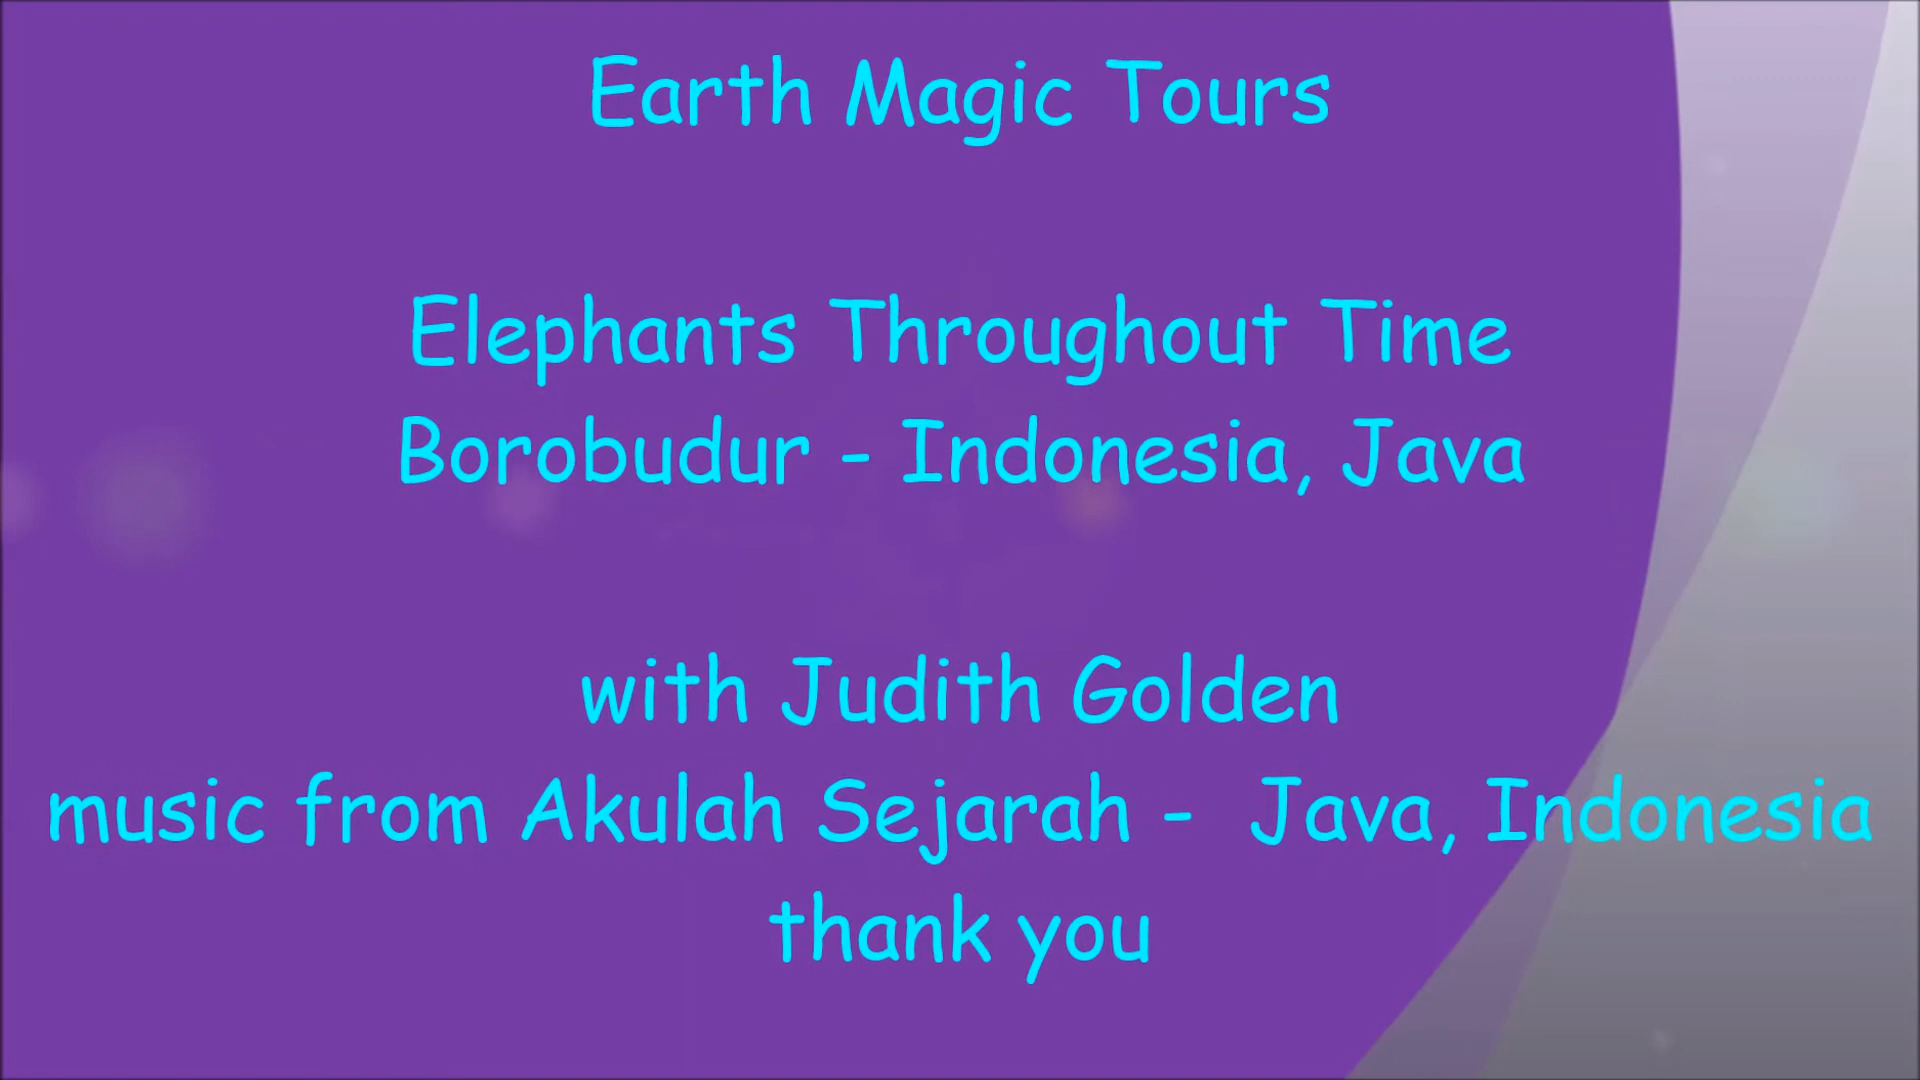 Earth Magic Tours
Elephants Throughout Time
Borobudur - Indonesia, Java
with Judith Golden
music from Akulah Sejarah - Java, Indonesia
thank you